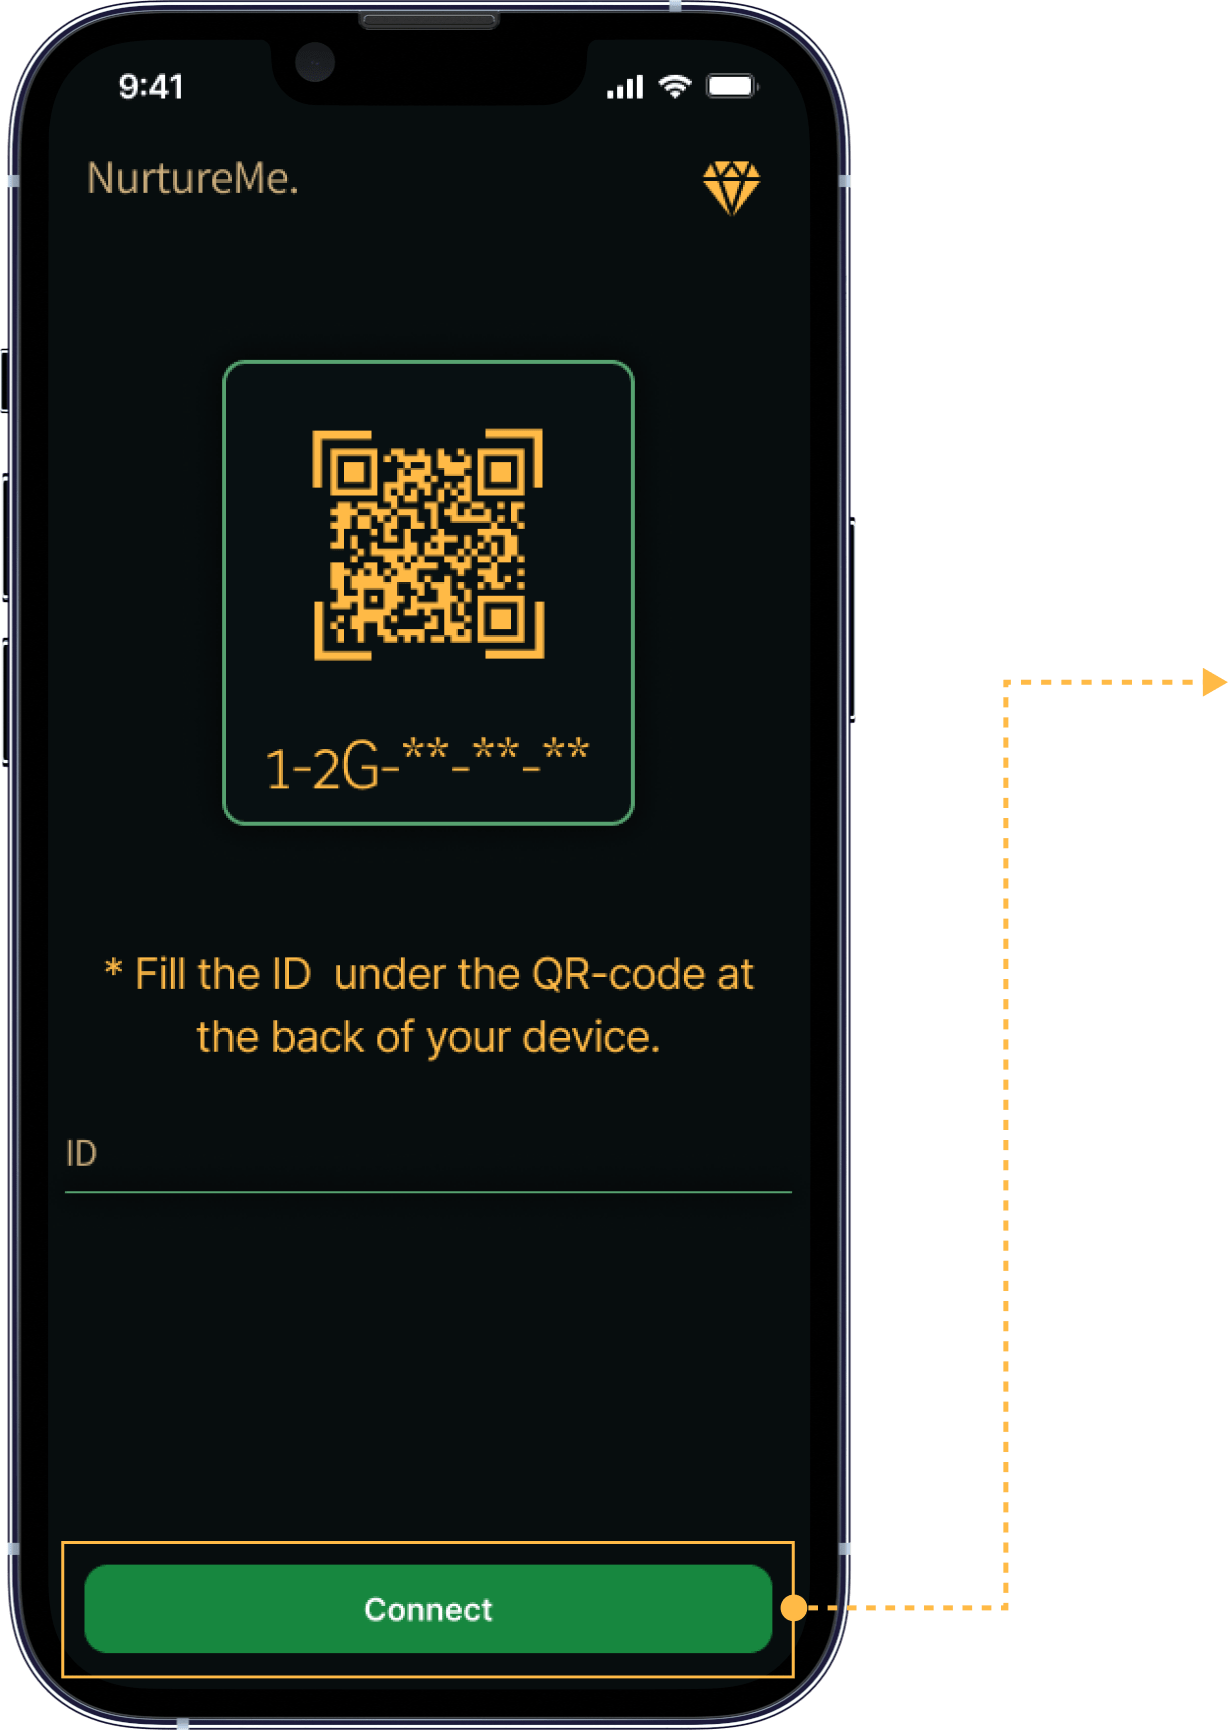 9:41
NurtureMe.
1-2G-**-**-**
* Fill the ID  under the QR-code at
the back of your device.
ID
Connect